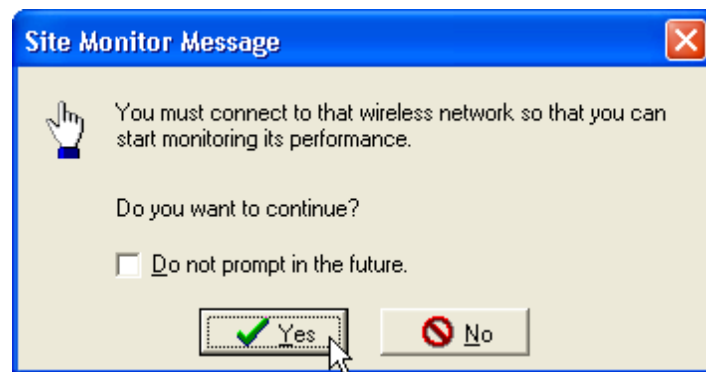 Site Monitor Message
You must connect to that wireless network so that you can
start monitoring its performance.
Do you want to continue?
Do not prompt in the future.
Yes No